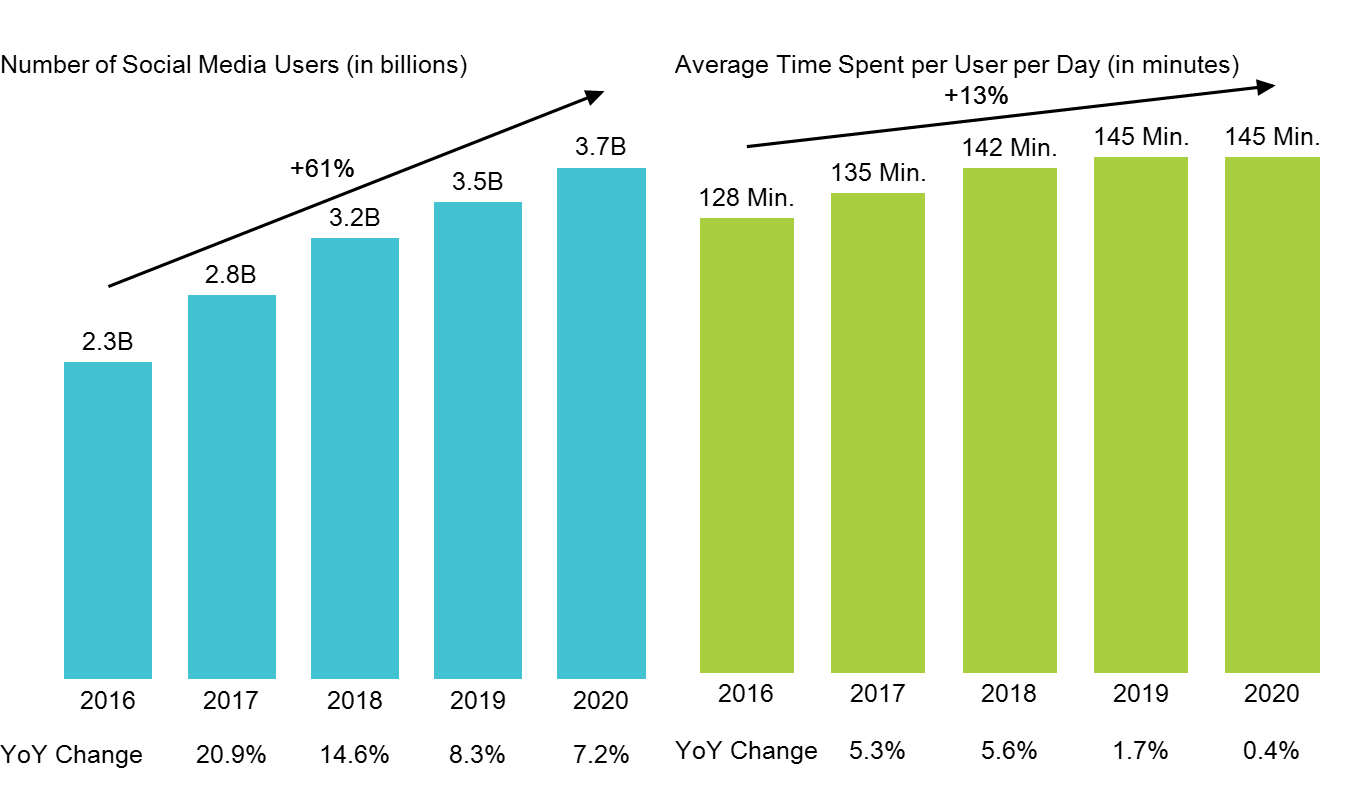 Number of Social Media Users (in billions)
+61%
2.3B
2.8B
3.2B
3.5B
3.7B
2016 2017 2018 2019 2020
YoY Change 20.9% 14.6% 8.3% 7.2%
Average Time Spent per User per Day (in minutes)
+13%
128 Min.
135 Min.
142 Min.
145 Min.
145 Min.
2016 2017 2018 2019 2020
YoY Change 5.3% 5.6% 1.7% 0.4%